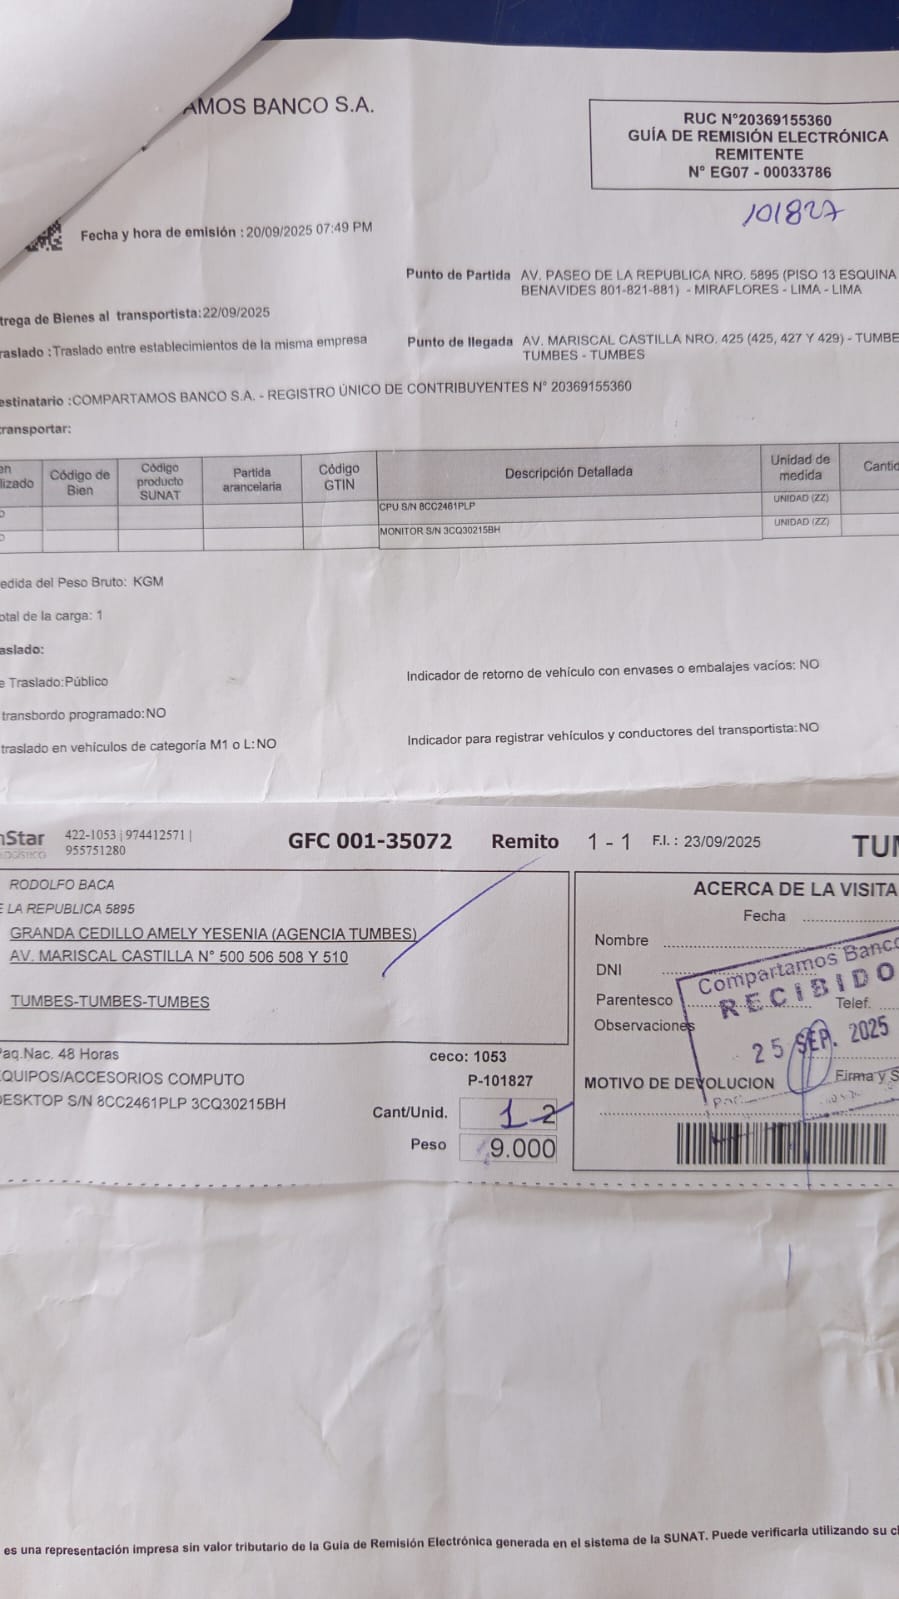 AMOS BANCO S.A.
RUC N°20369155360
GUÍA DE REMISIÓN ELECTRÓNICA
REMITENTE
N° EG07 - 00033786
101827
Fecha y hora de emisión : 20/09/2025 07:49 PM
Punto de Partida AV. PASEO DE LA REPUBLICA NRO. 5895 (PISO 13 ESQUINA
BENAVIDES 801-821-881) - MIRAFLORES - LIMA - LIMA
trega de Bienes al transportista:22/09/2025
raslado :Traslado entre establecimientos de la misma empresa
Punto de llegada AV. MARISCAL CASTILLA NRO. 425 (425, 427 Y 429) - TUMBE
TUMBES - TUMBES
estinatario :COMPARTAMOS BANCO S.A. - REGISTRO ÚNICO DE CONTRIBUYENTES N° 20369155360
transportar:
en
lizado
Código de
Bien
Código
producto
SUNAT
Partida
arancelaria
Código
GTIN
Descripción Detallada
Unidad de
medida
Cantid
CPU S/N 8CC2461PLP UNIDAD (ZZ)
MONITOR S/N 3CQ30215BH UNIDAD (ZZ)
edida del Peso Bruto: KGM
otal de la carga: 1
aslado:
e Traslado:Público
Indicador de retorno de vehículo con envases o embalajes vacíos: NO
transbordo programado:NO
traslado en vehículos de categoría M1 o L:NO
Indicador para registrar vehículos y conductores del transportista:NO
nStar
422-1053 | 974412571 |
955751280
GFC 001-35072 Remito 1 - 1 F.I. : 23/09/2025 TUM
RODOLFO BACA
E LA REPUBLICA 5895
GRANDA CEDILLO AMELY YESENIA (AGENCIA TUMBES)
AV. MARISCAL CASTILLA N° 500 506 508 Y 510
TUMBES-TUMBES-TUMBES
ACERCA DE LA VISITA
Fecha
Nombre
DNI
Parentesco
Telef.
Observaciones
Compartamos Banco
RECIBIDO
25 SEP. 2025
MOTIVO DE DEVOLUCION
Firma y S
Paq.Nac. 48 Horas
EQUIPOS/ACCESORIOS COMPUTO
DESKTOP S/N 8CC2461PLP 3CQ30215BH
ceco: 1053
P-101827
Cant/Unid. 1 2
Peso 9.000
es una representación impresa sin valor tributario de la Guía de Remisión Electrónica generada en el sistema de la SUNAT. Puede verificarla utilizando su cl